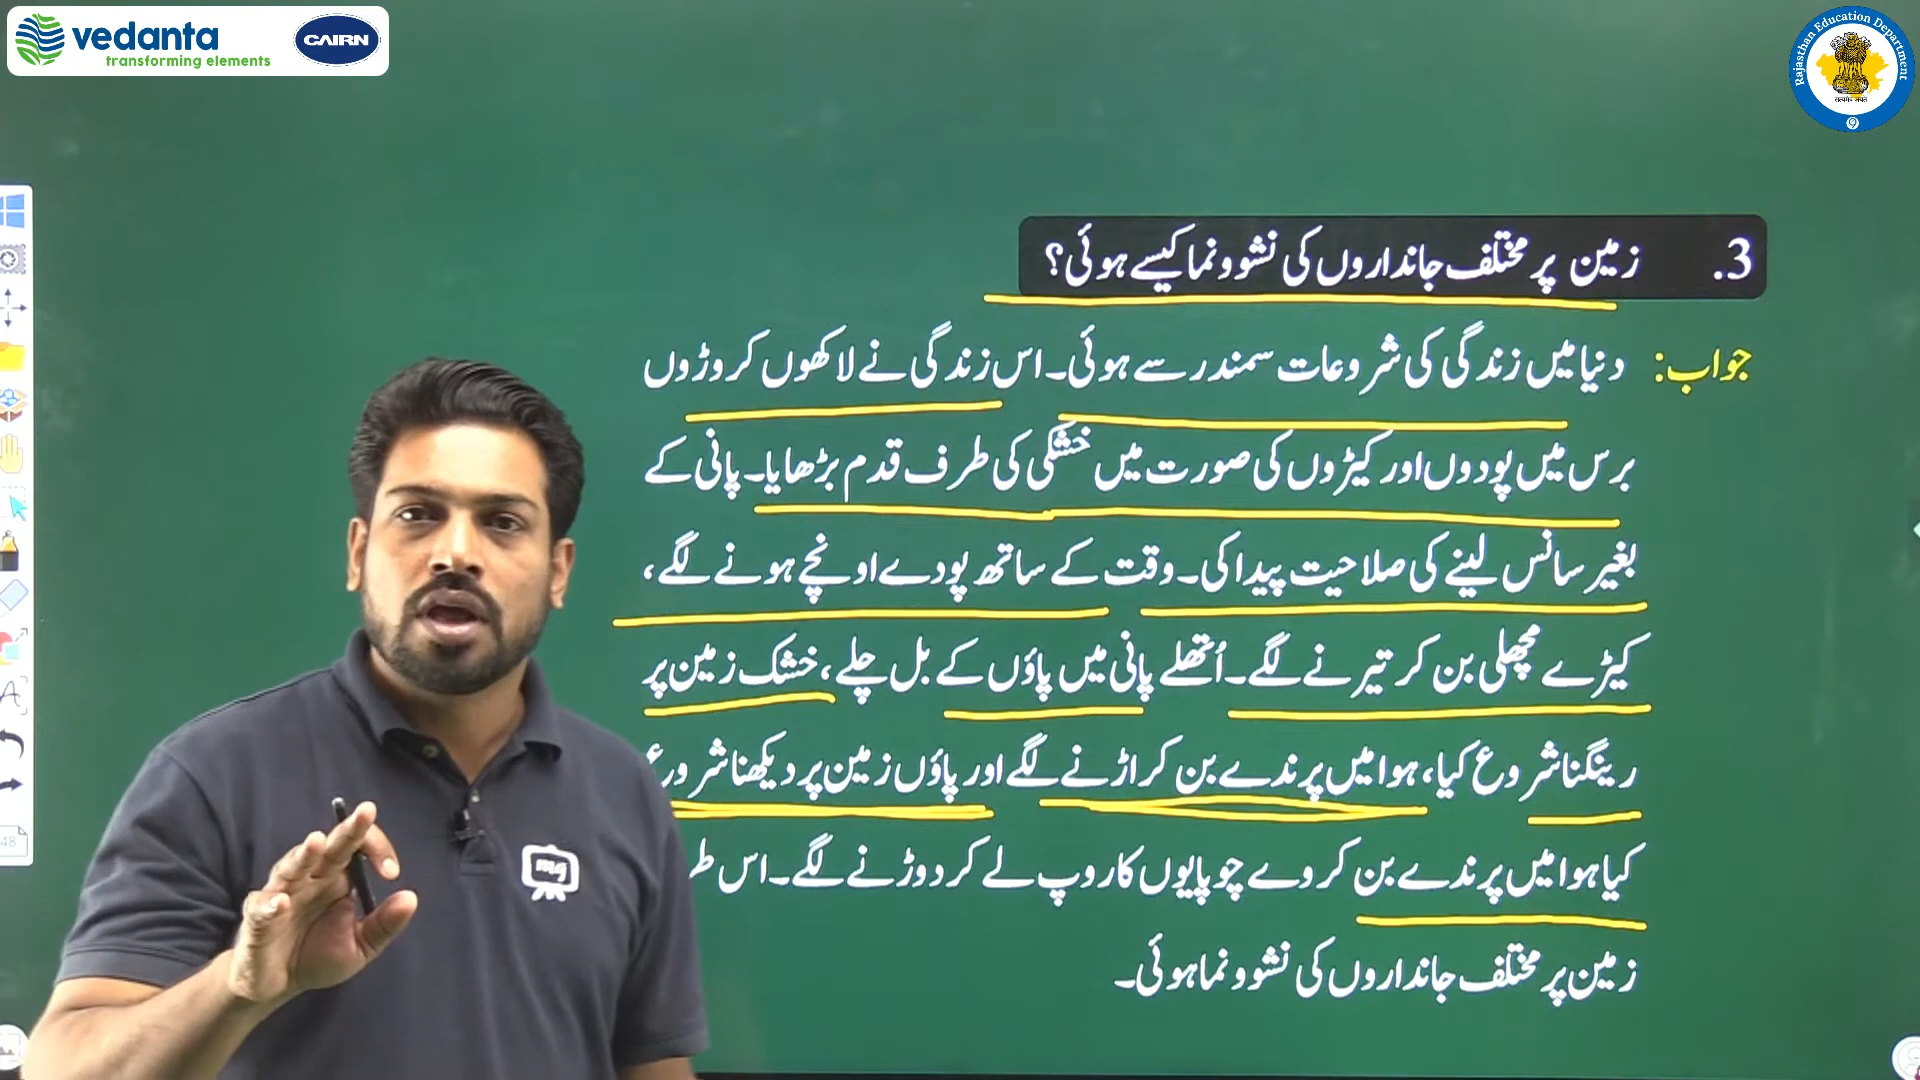 vedanta
transforming elements
CAIRN
Rajasthan Education Department
सत्यमेव जयते
3. زمین پر مختلف جانداروں کی نشوونما کیسے ہوئی؟
جواب: دنیا میں زندگی کی شروعات سمندر سے ہوئی۔ اس زندگی نے لاکھوں کروڑوں
برس میں پودوں اور کیڑوں کی صورت میں خشکی کی طرف قدم بڑھایا۔ پانی کے
بغیر سانس لینے کی صلاحیت پیدا کی۔ وقت کے ساتھ پودے اونچے ہونے لگے،
کیڑے مچھلی بن کر تیرنے لگے۔ اُتھلے پانی میں پاؤں کے بل چلے، خشک زمین پر
رینگنا شروع کیا، ہوا میں پرندے بن کر اڑنے لگے اور پاؤں زمین پر دیکھنا شروع
کیا ہوا میں پرندے بن کر وے چوپایوں کا روپ لے کر دوڑنے لگے۔ اس طر
زمین پر مختلف جانداروں کی نشوونما ہوئی۔
48